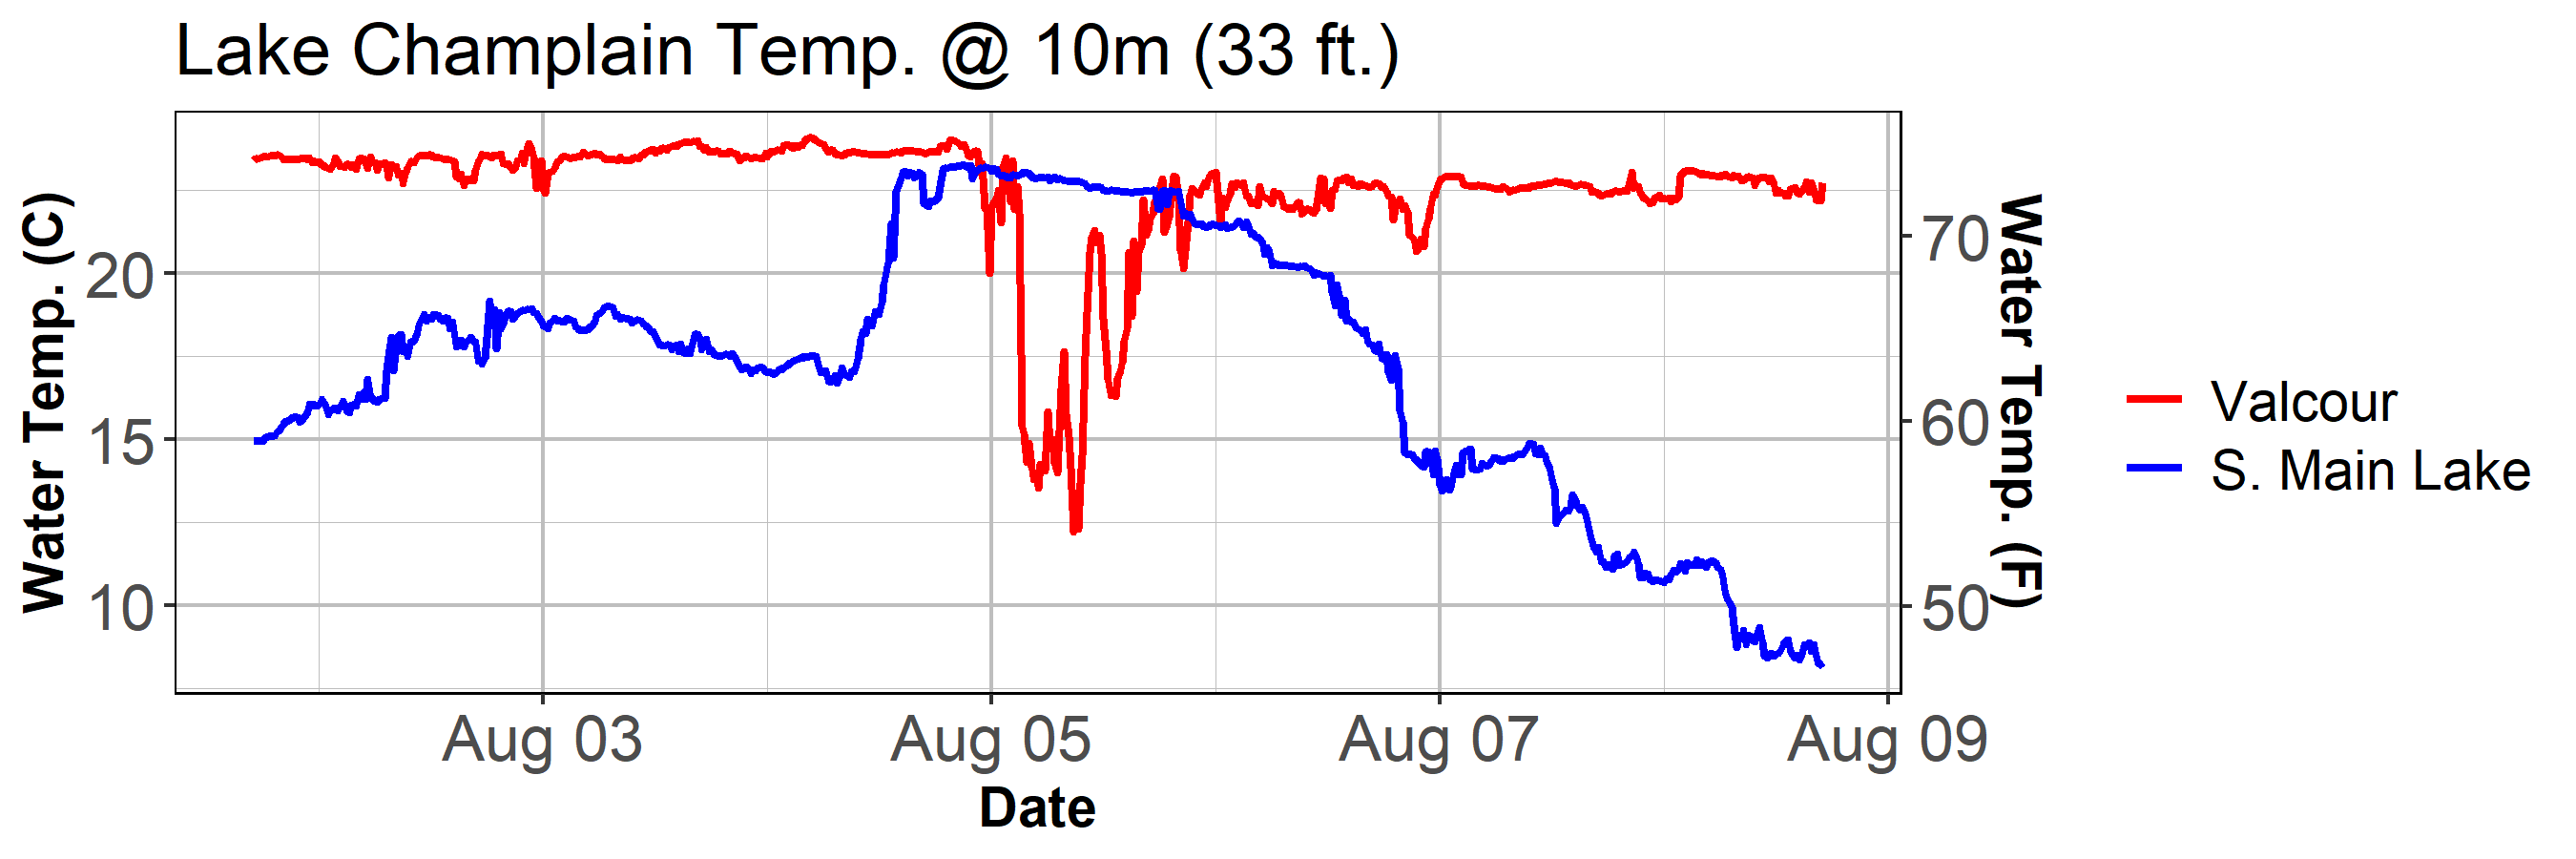 Lake Champlain Temp. @ 10m (33 ft.)
Water Temp. (C)
20
15
10
70
60
50
Water Temp. (F)
Aug 03
Aug 05
Aug 07
Aug 09
Date
Valcour
S. Main Lake